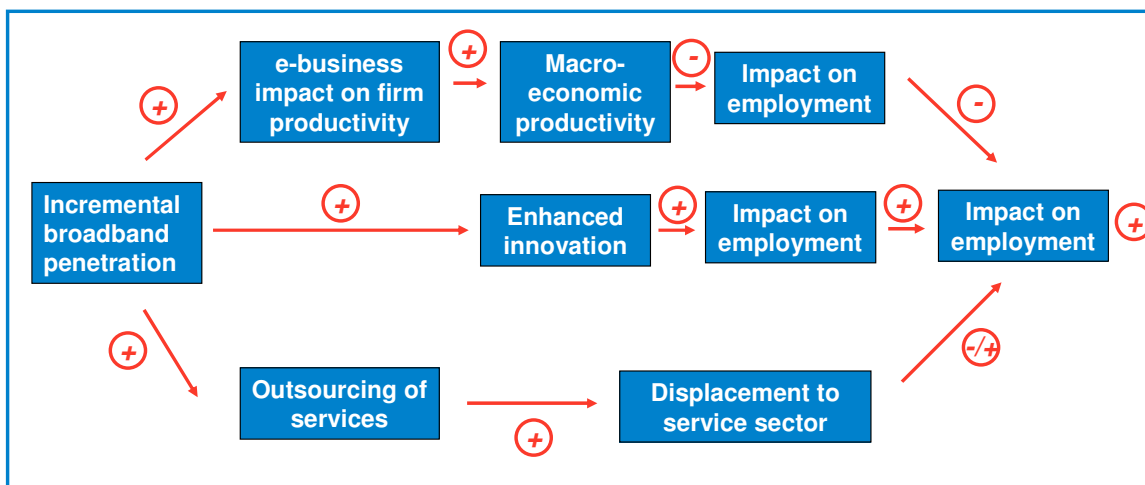 e-business
impact on firm
productivity
+
+
Macro-
economic
productivity
-
Impact on
employment
-
Incremental
broadband
penetration
+
Enhanced
innovation
+
Impact on
employment
+
Impact on
employment
+
+
Outsourcing of
services
+
Displacement to
service sector
-/+